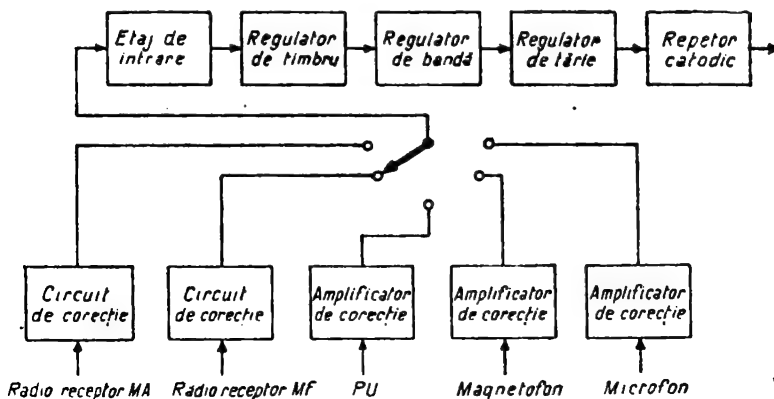 Etaj de
intrare
Regulator
de timbru
Regulator
de bandă
Regulator
de tărie
Repetor
catodic
Circuit
de corecție
Circuit
de corecție
Amplificator
de corecție
Amplificator
de corecție
Amplificator
de corecție
Radio receptor MA
Radio receptor MF
PU
Magnetofon
Microfon